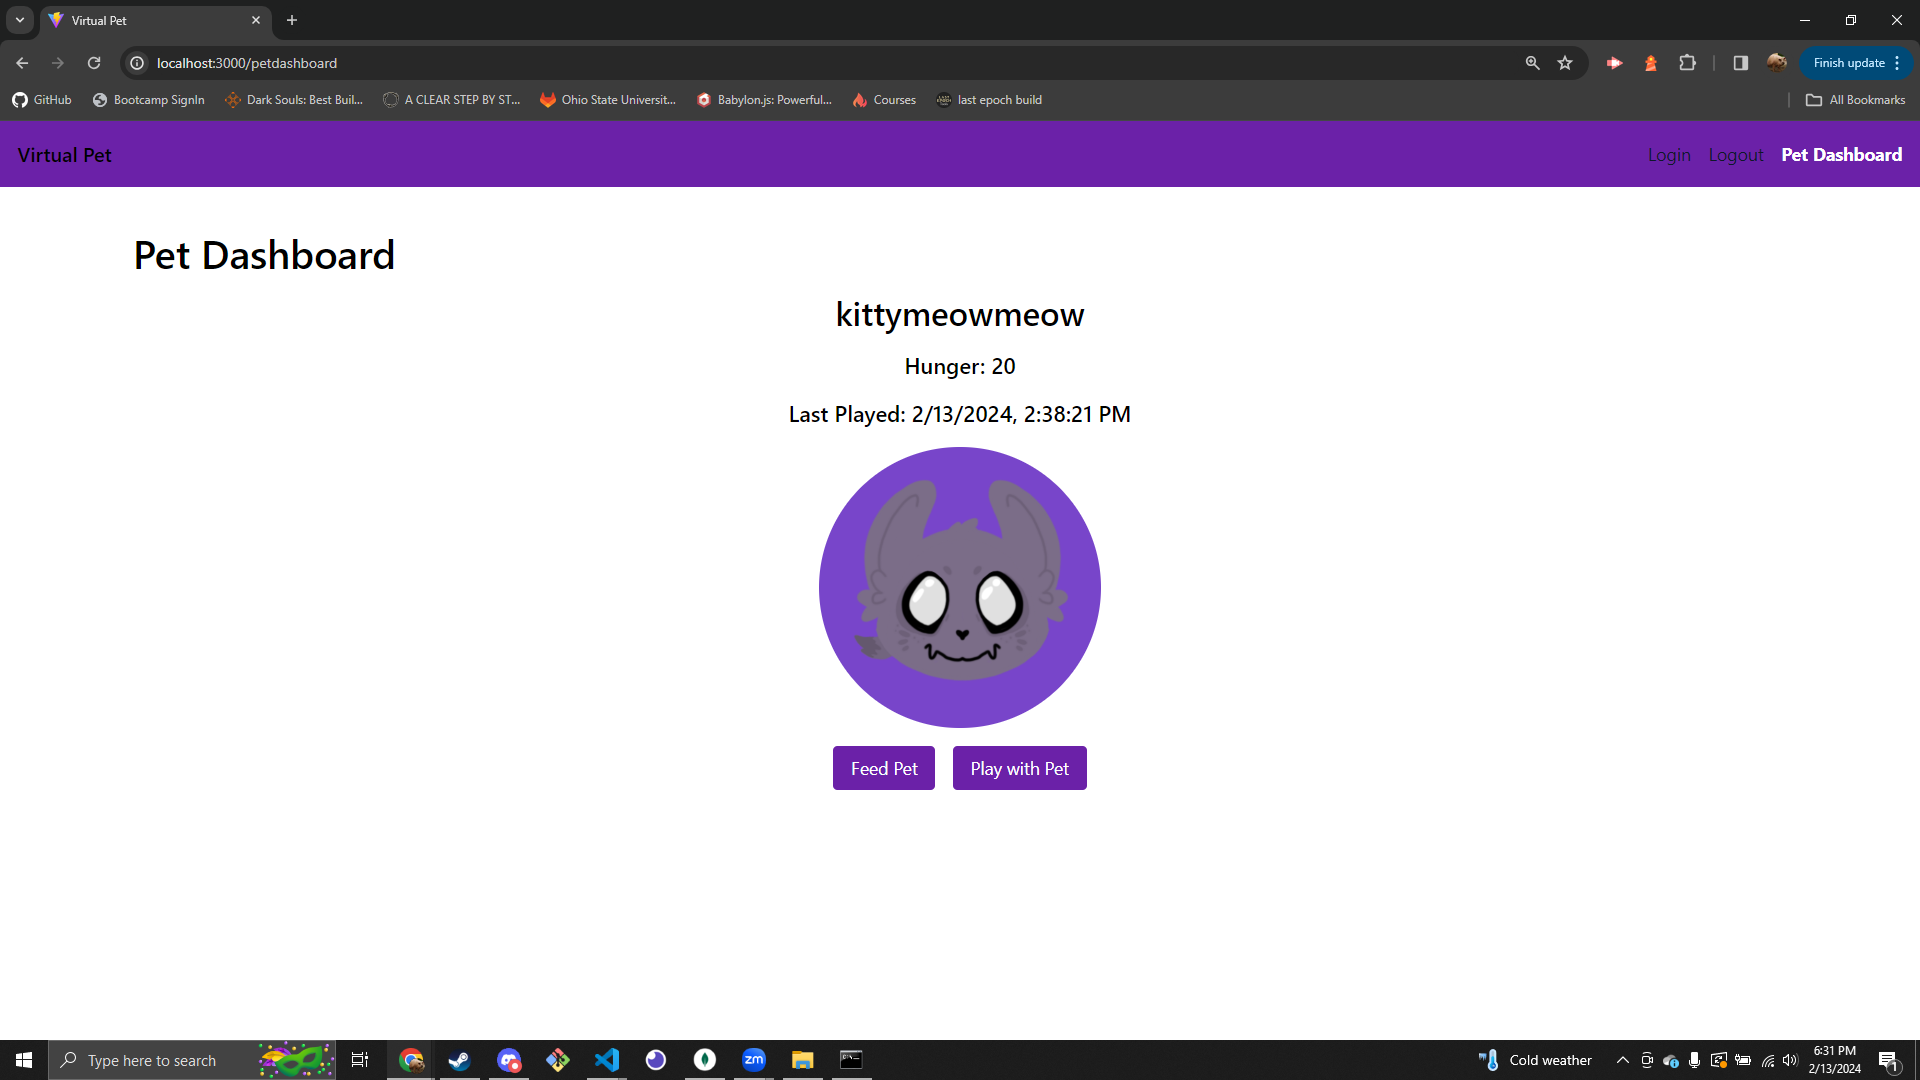 Virtual Pet
localhost:3000/petdashboard
Finish update
GitHub
Bootcamp SignIn
Dark Souls: Best Buil...
A CLEAR STEP BY ST...
Ohio State Universit...
Babylon.js: Powerful...
Courses
last epoch build
All Bookmarks
Virtual Pet
Login
Logout
Pet Dashboard
Pet Dashboard
kittymeowmeow
Hunger: 20
Last Played: 2/13/2024, 2:38:21 PM
Feed Pet
Play with Pet
Type here to search
zm
Cold weather
6:31 PM
2/13/2024
1